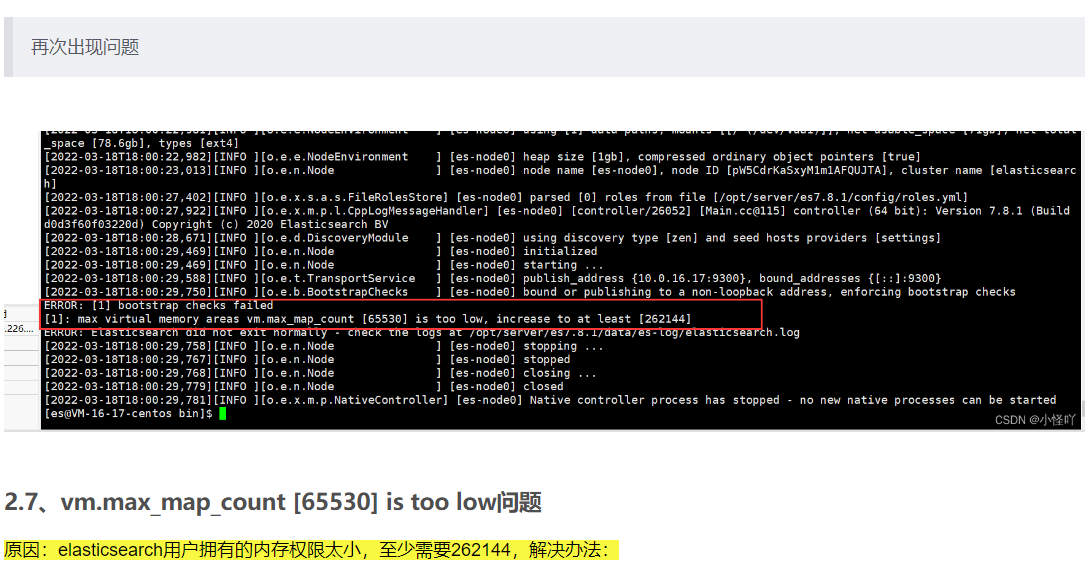 再次出现问题
_space [78.6gb], types [ext4]
[2022-03-18T18:00:22,982][INFO ][o.e.e.NodeEnvironment    ] [es-node0] heap size [1gb], compressed ordinary object pointers [true]
[2022-03-18T18:00:23,013][INFO ][o.e.n.Node               ] [es-node0] node name [es-node0], node ID [pW5CdrKaSxyM1m1AFQUJTA], cluster name [elasticsearc
h]
[2022-03-18T18:00:27,402][INFO ][o.e.x.s.a.s.FileRolesStore] [es-node0] parsed [0] roles from file [/opt/server/es7.8.1/config/roles.yml]
[2022-03-18T18:00:27,922][INFO ][o.e.x.m.p.l.CppLogMessageHandler] [es-node0] [controller/26052] [Main.cc@115] controller (64 bit): Version 7.8.1 (Build
d0d3f60f03220d) Copyright (c) 2020 Elasticsearch BV
[2022-03-18T18:00:28,671][INFO ][o.e.d.DiscoveryModule    ] [es-node0] using discovery type [zen] and seed hosts providers [settings]
[2022-03-18T18:00:29,469][INFO ][o.e.n.Node               ] [es-node0] initialized
[2022-03-18T18:00:29,469][INFO ][o.e.n.Node               ] [es-node0] starting ...
[2022-03-18T18:00:29,588][INFO ][o.e.t.TransportService   ] [es-node0] publish_address {10.0.16.17:9300}, bound_addresses {[::]:9300}
[2022-03-18T18:00:29,750][INFO ][o.e.b.BootstrapChecks    ] [es-node0] bound or publishing to a non-loopback address, enforcing bootstrap checks
ERROR: [1] bootstrap checks failed
[1]: max virtual memory areas vm.max_map_count [65530] is too low, increase to at least [262144]
.226....
ERROR: Elasticsearch did not exit normally - check the logs at /opt/server/es7.8.1/data/es-log/elasticsearch.log
[2022-03-18T18:00:29,758][INFO ][o.e.n.Node               ] [es-node0] stopping ...
[2022-03-18T18:00:29,767][INFO ][o.e.n.Node               ] [es-node0] stopped
[2022-03-18T18:00:29,768][INFO ][o.e.n.Node               ] [es-node0] closing ...
[2022-03-18T18:00:29,779][INFO ][o.e.n.Node               ] [es-node0] closed
[2022-03-18T18:00:29,781][INFO ][o.e.x.m.p.NativeController] [es-node0] Native controller process has stopped - no new native processes can be started
[es@VM-16-17-centos bin]$
CSDN @小怪吖
2.7、vm.max_map_count [65530] is too low问题
原因：elasticsearch用户拥有的内存权限太小，至少需要262144，解决办法：